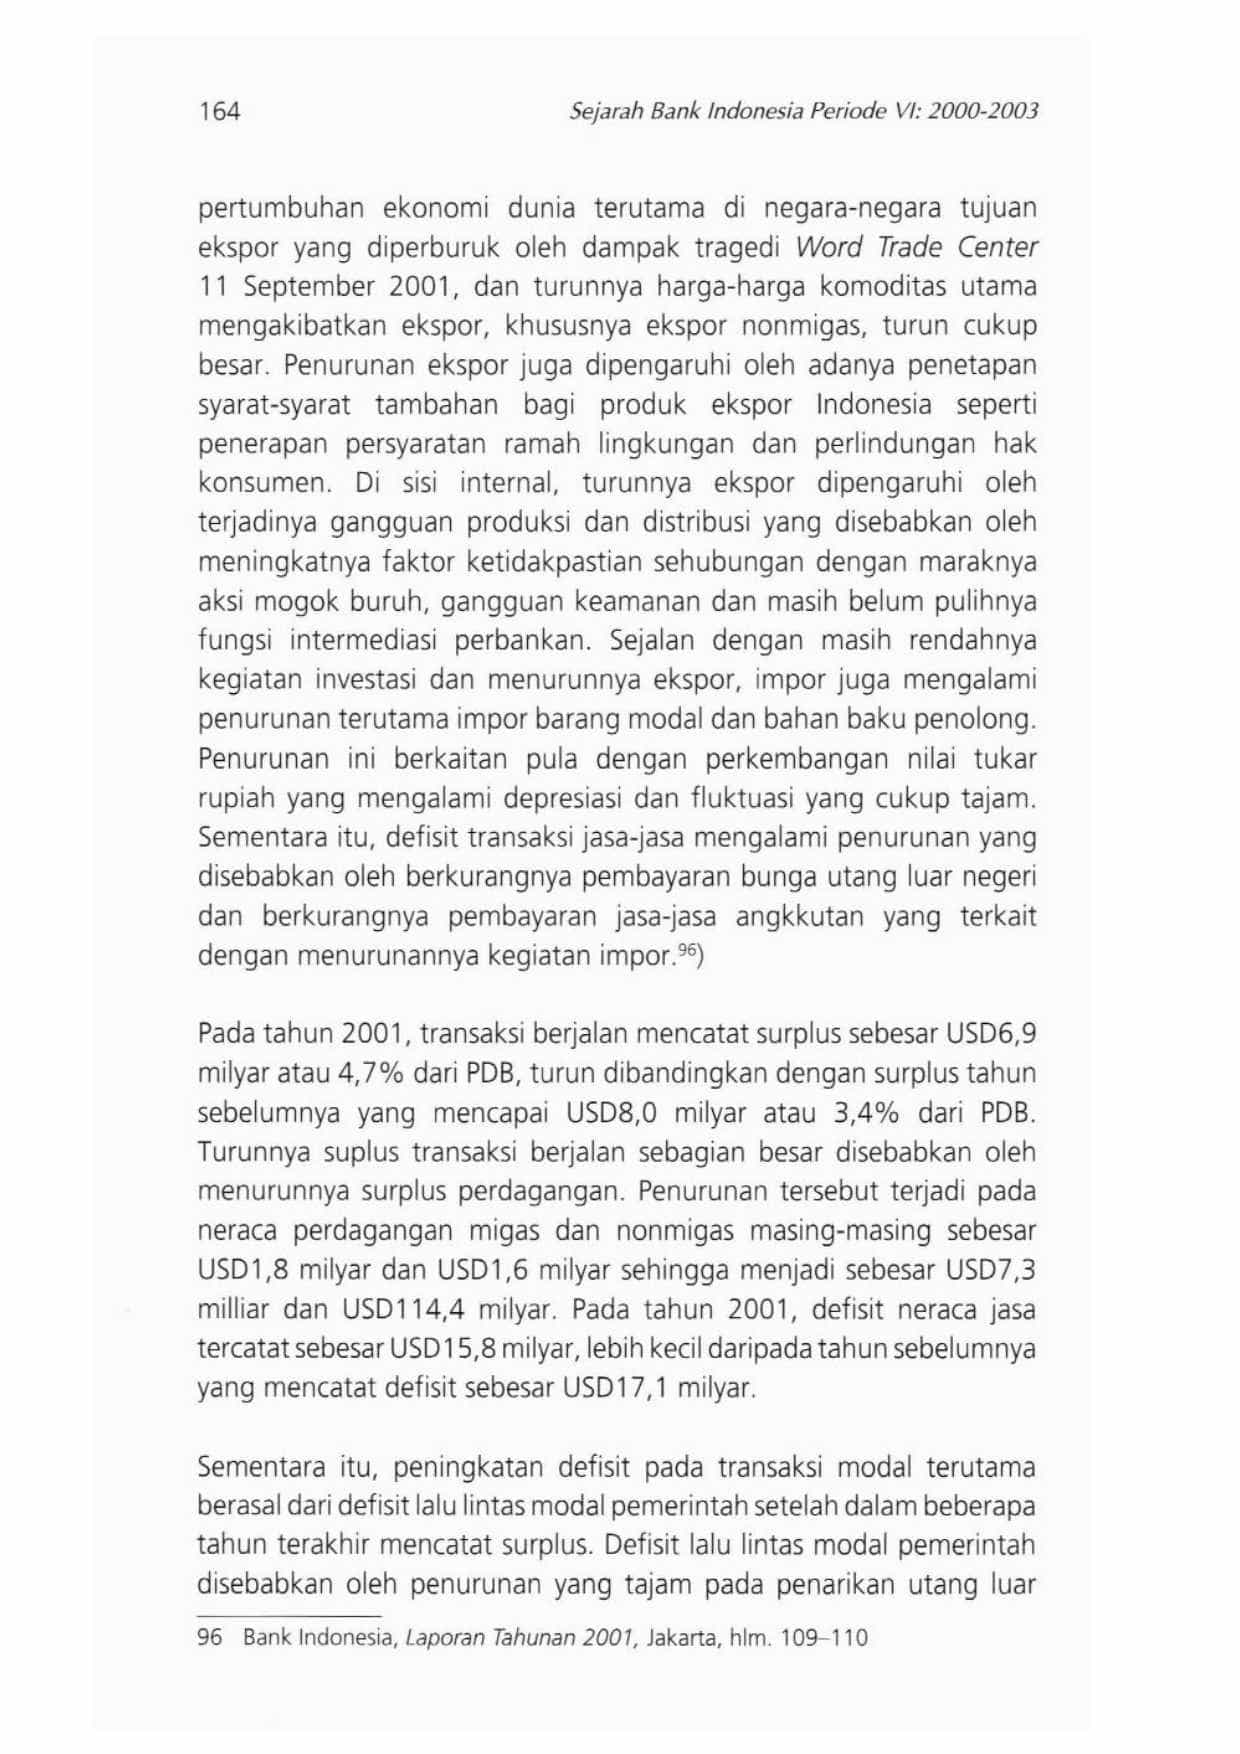 164
Sejarah Bank Indonesia Periode VI: 2000-2003
pertumbuhan ekonomi dunia terutama di negara-negara tujuan
ekspor yang diperburuk oleh dampak tragedi Word Trade Center
11 September 2001, dan turunnya harga-harga komoditas utama
mengakibatkan ekspor, khususnya ekspor nonmigas, turun cukup
besar. Penurunan ekspor juga dipengaruhi oleh adanya penetapan
syarat-syarat tambahan bagi produk ekspor Indonesia seperti
penerapan persyaratan ramah lingkungan dan perlindungan hak
konsumen. Di sisi internal, turunnya ekspor dipengaruhi oleh
terjadinya gangguan produksi dan distribusi yang disebabkan oleh
meningkatnya faktor ketidakpastian sehubungan dengan maraknya
aksi mogok buruh, gangguan keamanan dan masih belum pulihnya
fungsi intermediasi perbankan. Sejalan dengan masih rendahnya
kegiatan investasi dan menurunnya ekspor, impor juga mengalami
penurunan terutama impor barang modal dan bahan baku penolong.
Penurunan ini berkaitan pula dengan perkembangan nilai tukar
rupiah yang mengalami depresiasi dan fluktuasi yang cukup tajam.
Sementara itu, defisit transaksi jasa-jasa mengalami penurunan yang
disebabkan oleh berkurangnya pembayaran bunga utang luar negeri
dan berkurangnya pembayaran jasa-jasa angkkutan yang terkait
dengan menurunannya kegiatan impor.96)
Pada tahun 2001, transaksi berjalan mencatat surplus sebesar USD6,9
milyar atau 4,7% dari PDB, turun dibandingkan dengan surplus tahun
sebelumnya yang mencapai USD8,0 milyar atau 3,4% dari PDB.
Turunnya suplus transaksi berjalan sebagian besar disebabkan oleh
menurunnya surplus perdagangan. Penurunan tersebut terjadi pada
neraca perdagangan migas dan nonmigas masing-masing sebesar
USD1,8 milyar dan USD1,6 milyar sehingga menjadi sebesar USD7,3
milliar dan USD114,4 milyar. Pada tahun 2001, defisit neraca jasa
tercatat sebesar USD15,8 milyar, lebih kecil daripada tahun sebelumnya
yang mencatat defisit sebesar USD17,1 milyar.
Sementara itu, peningkatan defisit pada transaksi modal terutama
berasal dari defisit lalu lintas modal pemerintah setelah dalam beberapa
tahun terakhir mencatat surplus. Defisit lalu lintas modal pemerintah
disebabkan oleh penurunan yang tajam pada penarikan utang luar
96 Bank Indonesia, Laporan Tahunan 2001, Jakarta, hlm. 109–110